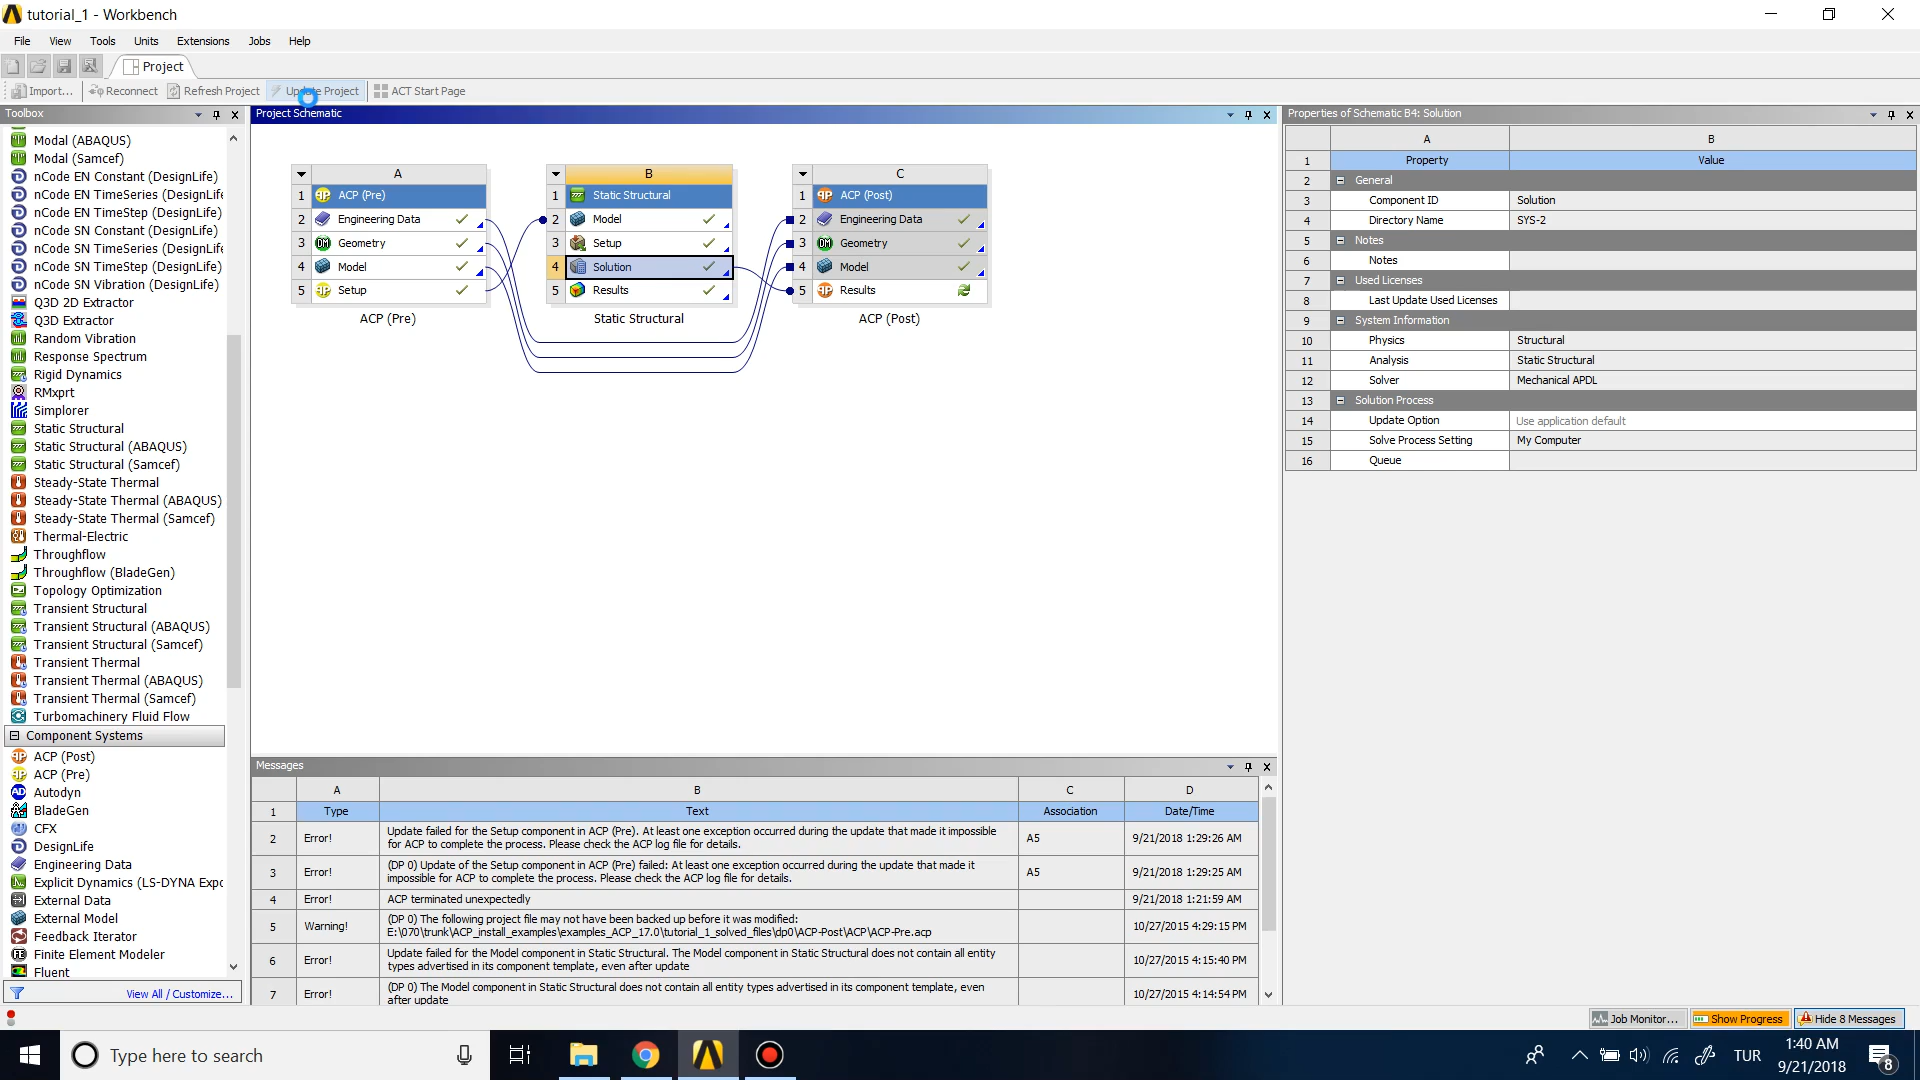 tutorial_1 - Workbench
File View Tools Units Extensions Jobs Help
Project
Import... Reconnect Refresh Project Update Project ACT Start Page
Toolbox
Modal (ABAQUS)
Modal (Samcef)
nCode EN Constant (DesignLife)
nCode EN TimeSeries (DesignLife
nCode EN TimeStep (DesignLife)
nCode SN Constant (DesignLife)
nCode SN TimeSeries (DesignLife
nCode SN TimeStep (DesignLife)
nCode SN Vibration (DesignLife)
Q3D 2D Extractor
Q3D Extractor
Random Vibration
Response Spectrum
Rigid Dynamics
RMxprt
Simplorer
Static Structural
Static Structural (ABAQUS)
Static Structural (Samcef)
Steady-State Thermal
Steady-State Thermal (ABAQUS)
Steady-State Thermal (Samcef)
Thermal-Electric
Throughflow
Throughflow (BladeGen)
Topology Optimization
Transient Structural
Transient Structural (ABAQUS)
Transient Structural (Samcef)
Transient Thermal
Transient Thermal (ABAQUS)
Transient Thermal (Samcef)
Turbomachinery Fluid Flow
Component Systems
ACP (Post)
ACP (Pre)
Autodyn
BladeGen
CFX
DesignLife
Engineering Data
Explicit Dynamics (LS-DYNA Expo
External Data
External Model
Feedback Iterator
Finite Element Modeler
Fluent
View All / Customize...
Project Schematic
A
1 ACP (Pre)
2 Engineering Data
3 Geometry
4 Model
5 Setup
ACP (Pre)
B
1 Static Structural
2 Model
3 Setup
4 Solution
5 Results
Static Structural
C
1 ACP (Post)
2 Engineering Data
3 Geometry
4 Model
5 Results
ACP (Post)
Messages
A B C D
1 Type Text Association Date/Time
2 Error! Update failed for the Setup component in ACP (Pre). At least one exception occurred during the update that made it impossible A5 9/21/2018 1:29:26 AM
for ACP to complete the process. Please check the ACP log file for details.
3 Error! (DP 0) Update of the Setup component in ACP (Pre) failed: At least one exception occurred during the update that made it A5 9/21/2018 1:29:25 AM
impossible for ACP to complete the process. Please check the ACP log file for details.
4 Error! ACP terminated unexpectedly 9/21/2018 1:21:59 AM
5 Warning! (DP 0) The following project file may not have been backed up before it was modified: 10/27/2015 4:29:15 PM
E:\070\trunk\ACP_install_examples\examples_ACP_17.0\tutorial_1_solved_files\dp0\ACP-Post\ACP\ACP-Pre.acp
6 Error! Update failed for the Model component in Static Structural. The Model component in Static Structural does not contain all entity 10/27/2015 4:15:40 PM
types advertised in its component template, even after update
7 Error! (DP 0) The Model component in Static Structural does not contain all entity types advertised in its component template, even 10/27/2015 4:14:54 PM
after update
Properties of Schematic B4: Solution
A B
1 Property Value
2 General
3 Component ID Solution
4 Directory Name SYS-2
5 Notes
6 Notes
7 Used Licenses
8 Last Update Used Licenses
9 System Information
10 Physics Structural
11 Analysis Static Structural
12 Solver Mechanical APDL
13 Solution Process
14 Update Option Use application default
15 Solve Process Setting My Computer
16 Queue
Job Monitor... Show Progress Hide 8 Messages
Type here to search
TUR
1:40 AM
9/21/2018
8